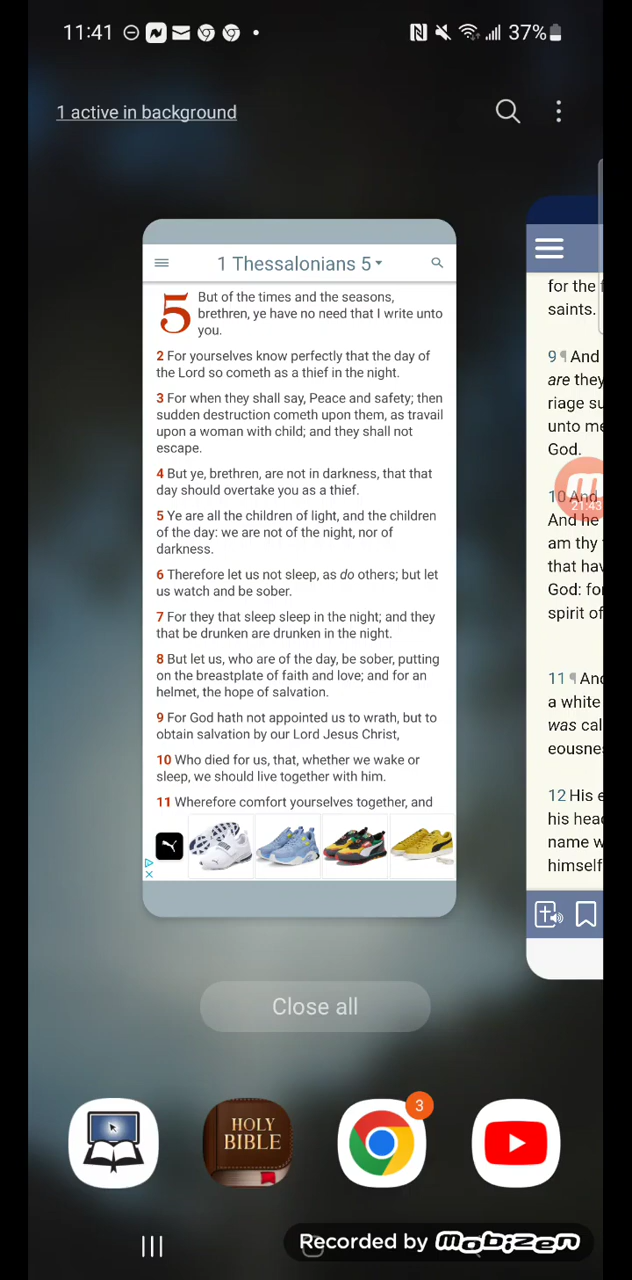 11:41
37%
1 active in background
1 Thessalonians 5
5 But of the times and the seasons,
brethren, ye have no need that I write unto
you.
2 For yourselves know perfectly that the day of
the Lord so cometh as a thief in the night.
3 For when they shall say, Peace and safety; then
sudden destruction cometh upon them, as travail
upon a woman with child; and they shall not
escape.
4 But ye, brethren, are not in darkness, that that
day should overtake you as a thief.
5 Ye are all the children of light, and the children
of the day: we are not of the night, nor of
darkness.
6 Therefore let us not sleep, as do others; but let
us watch and be sober.
7 For they that sleep sleep in the night; and they
that be drunken are drunken in the night.
8 But let us, who are of the day, be sober, putting
on the breastplate of faith and love; and for an
helmet, the hope of salvation.
9 For God hath not appointed us to wrath, but to
obtain salvation by our Lord Jesus Christ,
10 Who died for us, that, whether we wake or
sleep, we should live together with him.
11 Wherefore comfort yourselves together, and
for the
saints.
9 ¶ And
are they
riage su
unto me
God.
10 And
And he
am thy
that hav
God: for
spirit of
21:43
11 ¶ And
a white
was cal
eousnes
12 His e
his head
name w
himself
Close all
HOLY
BIBLE
3
Recorded by mobizen